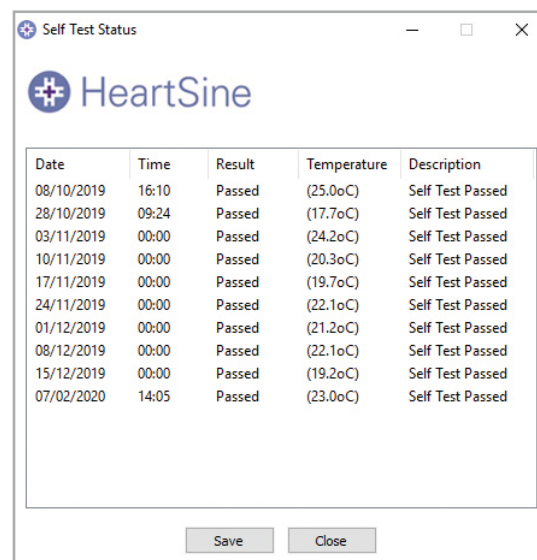 Self Test Status
HeartSine
Date Time Result Temperature Description
08/10/2019 16:10 Passed (25.0oC) Self Test Passed
28/10/2019 09:24 Passed (17.7oC) Self Test Passed
03/11/2019 00:00 Passed (24.2oC) Self Test Passed
10/11/2019 00:00 Passed (20.3oC) Self Test Passed
17/11/2019 00:00 Passed (19.7oC) Self Test Passed
24/11/2019 00:00 Passed (22.1oC) Self Test Passed
01/12/2019 00:00 Passed (21.2oC) Self Test Passed
08/12/2019 00:00 Passed (22.1oC) Self Test Passed
15/12/2019 00:00 Passed (19.2oC) Self Test Passed
07/02/2020 14:05 Passed (23.0oC) Self Test Passed
Save Close